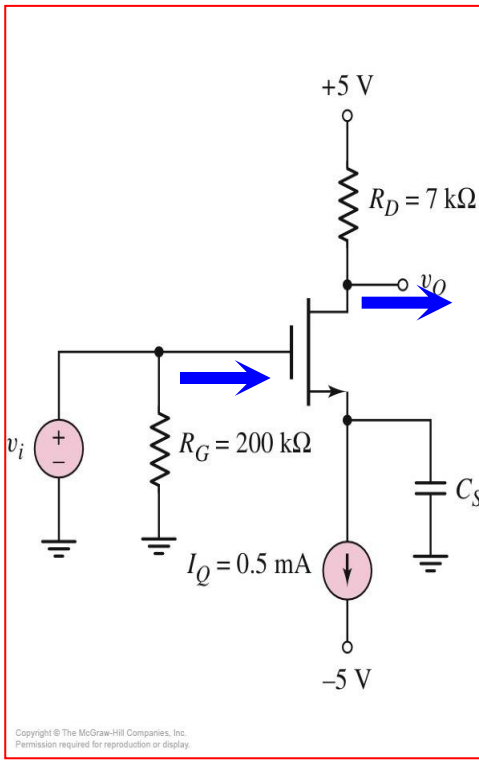 +5 V
R_D = 7 kΩ
v_O
v_i
+
−
R_G = 200 kΩ
C_S
I_Q = 0.5 mA
−5 V
Copyright © The McGraw-Hill Companies, Inc.
Permission required for reproduction or display.